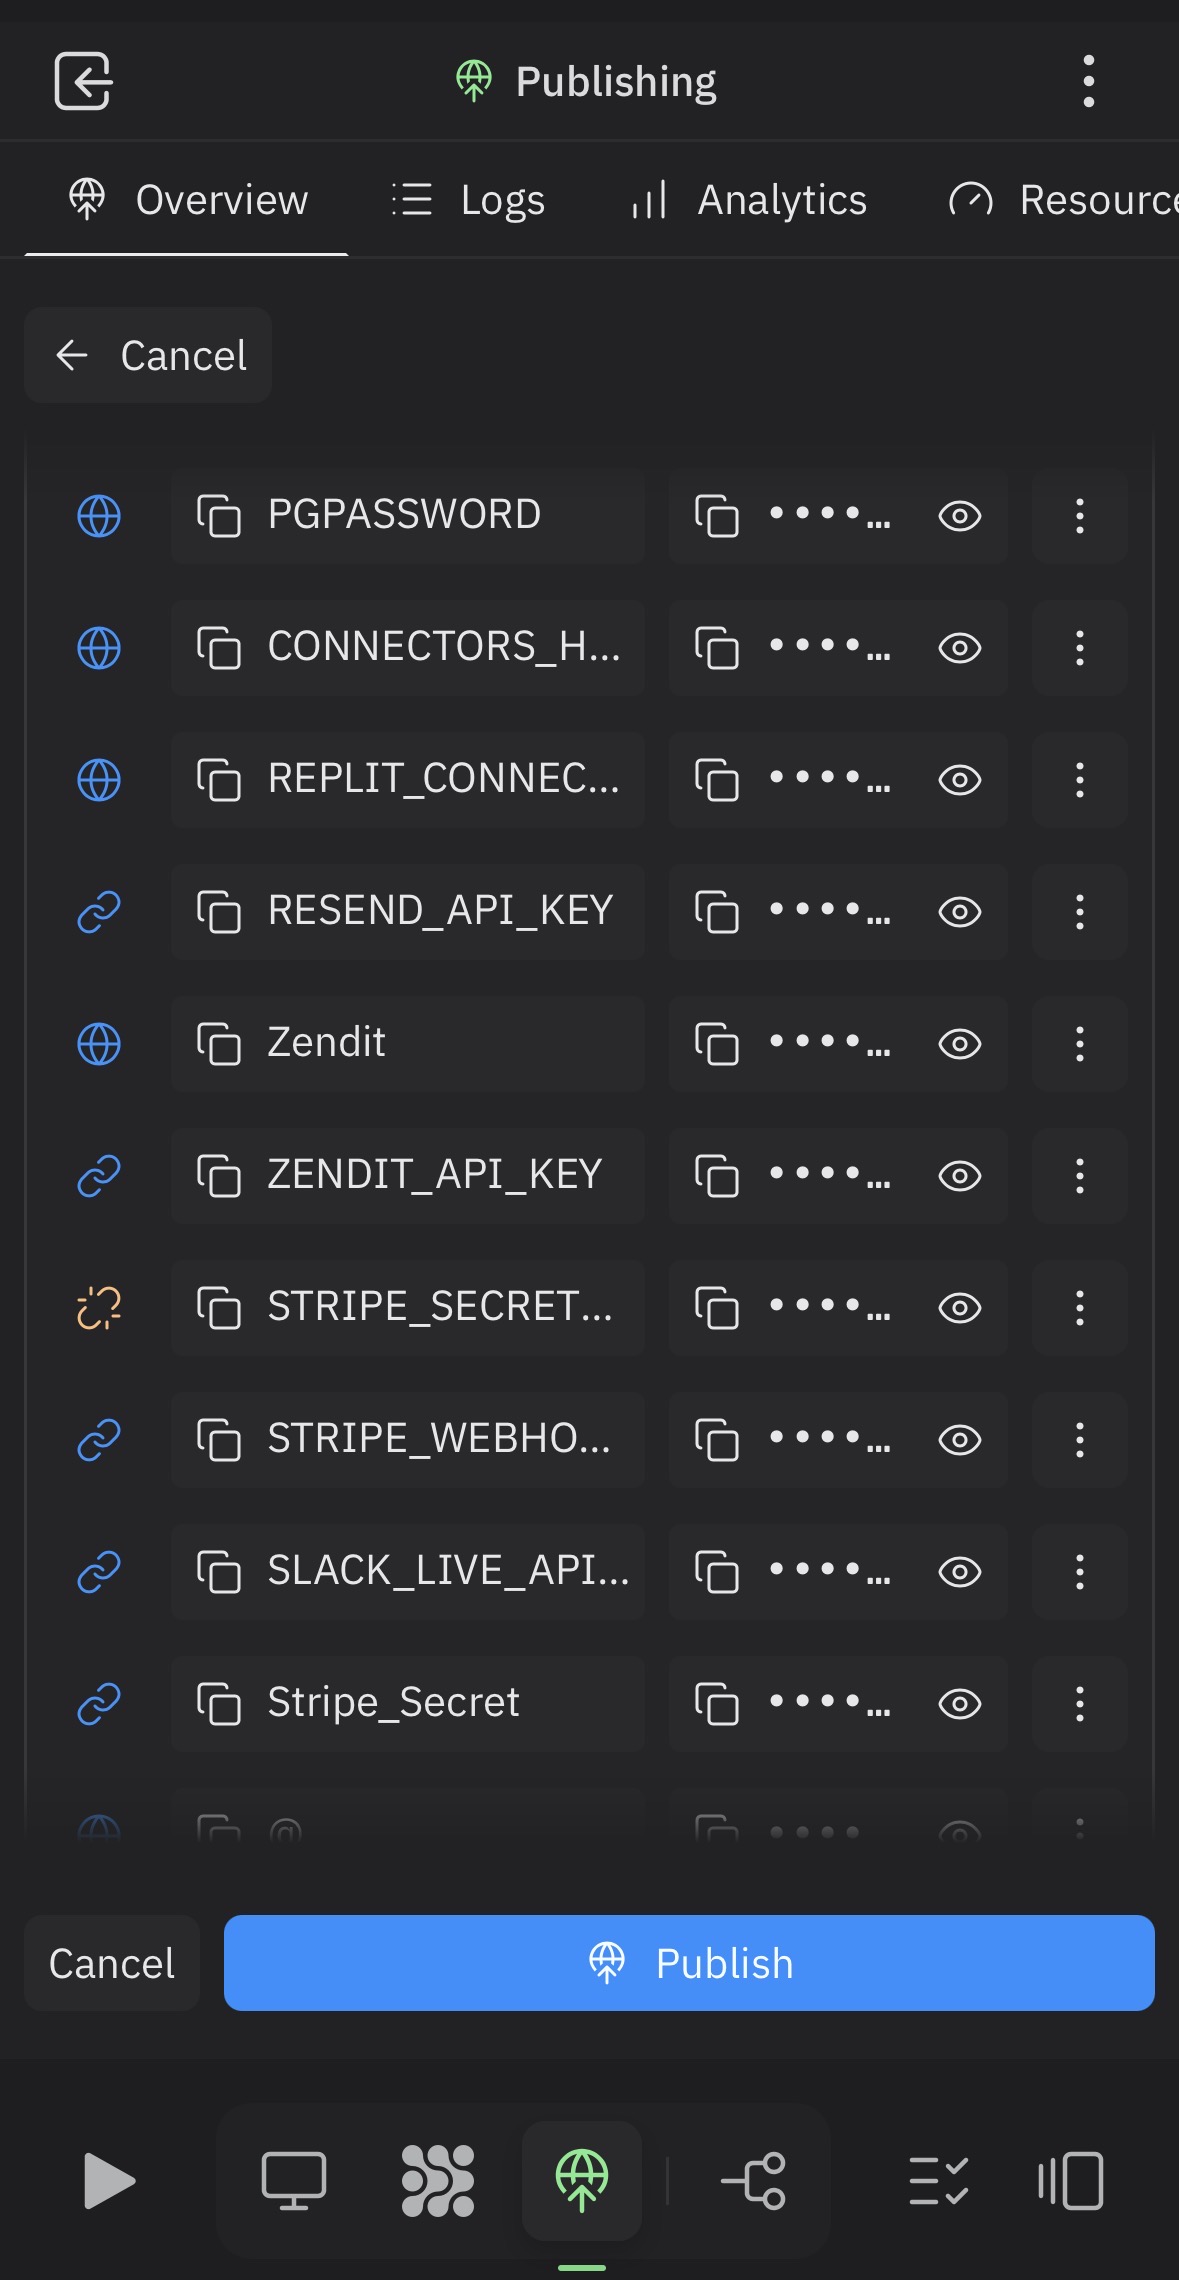 Publishing
Overview Logs Analytics Resource
Cancel
PGPASSWORD ••••...
CONNECTORS_H... ••••...
REPLIT_CONNEC... ••••...
RESEND_API_KEY ••••...
Zendit ••••...
ZENDIT_API_KEY ••••...
STRIPE_SECRET... ••••...
STRIPE_WEBHO... ••••...
SLACK_LIVE_API... ••••...
Stripe_Secret ••••...
@ ••••
Cancel Publish